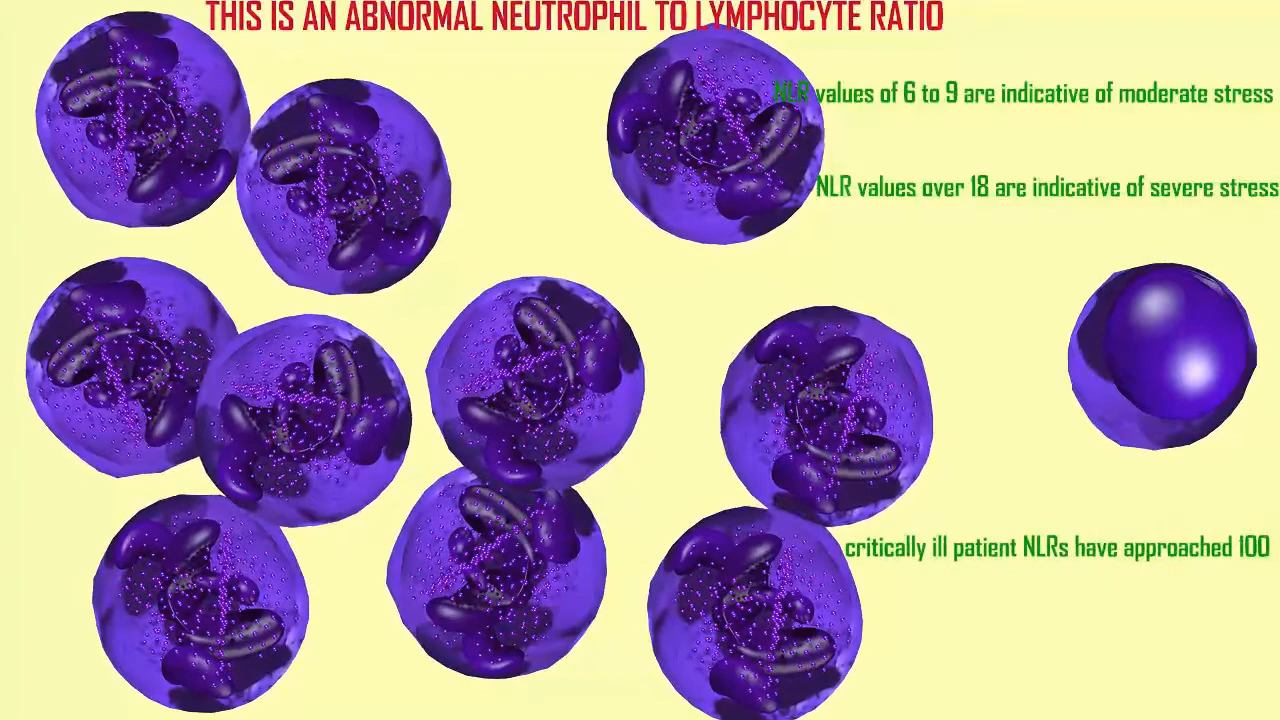 THIS IS AN ABNORMAL NEUTROPHIL TO LYMPHOCYTE RATIO
NLR values of 6 to 9 are indicative of moderate stress
NLR values over 18 are indicative of severe stress
critically ill patient NLRs have approached 100